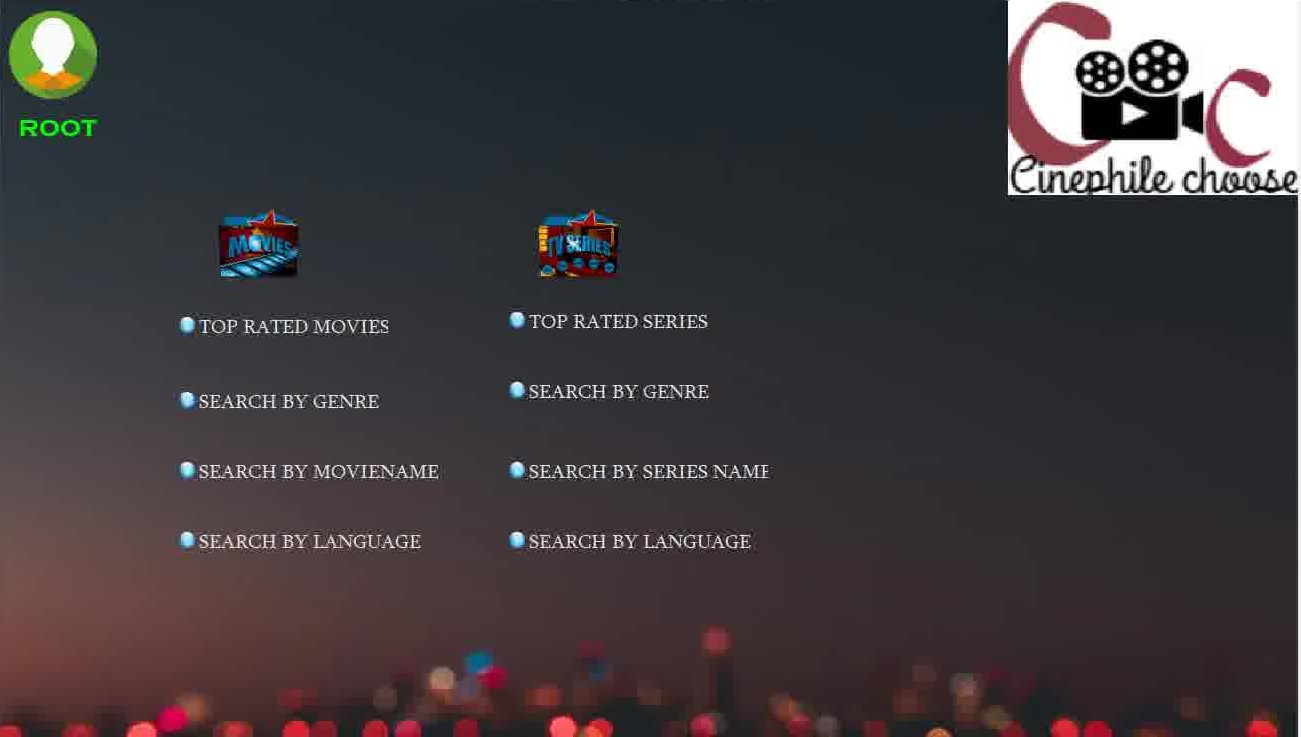 ROOT
Cinephile choose
MOVIES
TV SERIES
TOP RATED MOVIES
TOP RATED SERIES
SEARCH BY GENRE
SEARCH BY GENRE
SEARCH BY MOVIENAME
SEARCH BY SERIES NAME
SEARCH BY LANGUAGE
SEARCH BY LANGUAGE